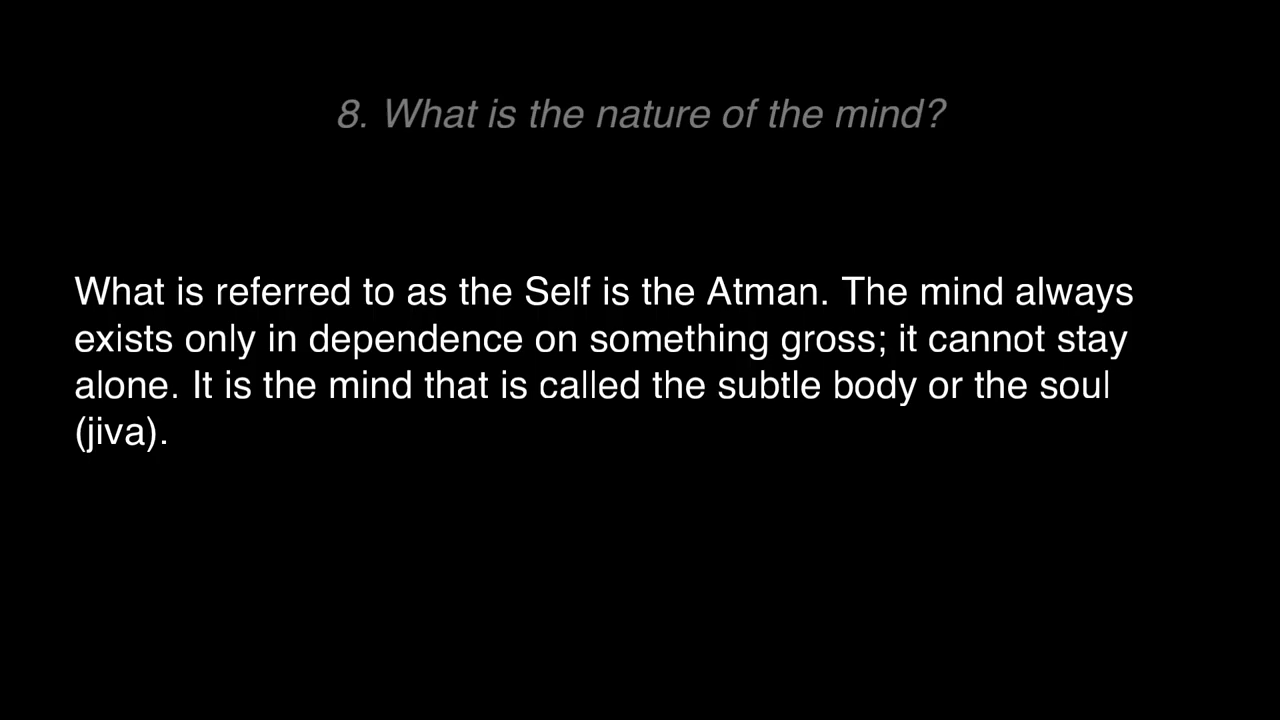 8. What is the nature of the mind?
What is referred to as the Self is the Atman. The mind always
exists only in dependence on something gross; it cannot stay
alone. It is the mind that is called the subtle body or the soul
(jiva).